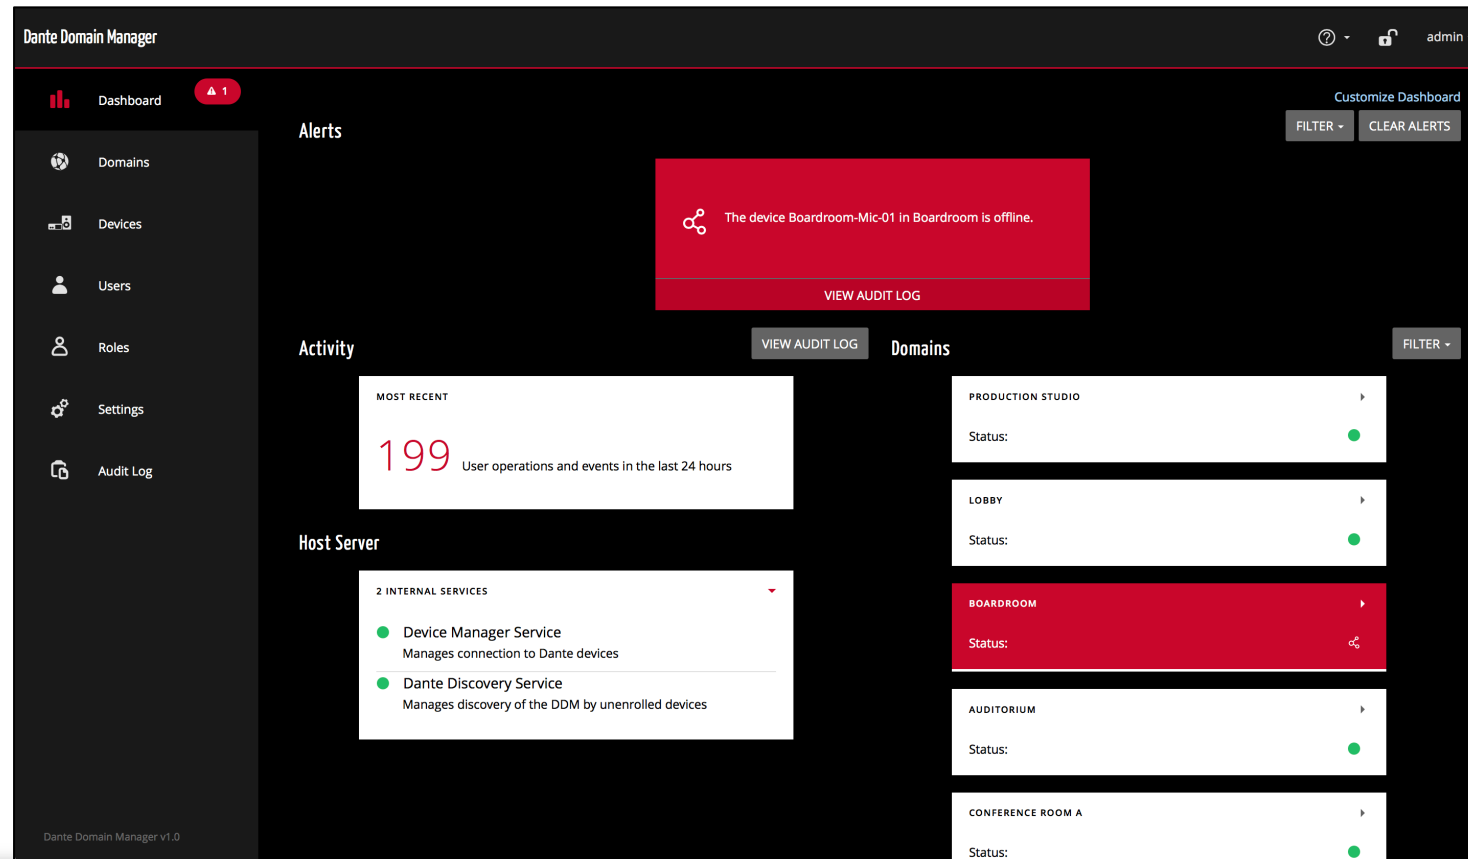 Dante Domain Manager
admin
Dashboard
1
Domains
Devices
Users
Roles
Settings
Audit Log
Dante Domain Manager v1.0
Customize Dashboard
Alerts
FILTER
CLEAR ALERTS
The device Boardroom-Mic-01 in Boardroom is offline.
VIEW AUDIT LOG
Activity
VIEW AUDIT LOG
MOST RECENT
199 User operations and events in the last 24 hours
Host Server
2 INTERNAL SERVICES
Device Manager Service
Manages connection to Dante devices
Dante Discovery Service
Manages discovery of the DDM by unenrolled devices
Domains
FILTER
PRODUCTION STUDIO
Status:
LOBBY
Status:
BOARDROOM
Status:
AUDITORIUM
Status:
CONFERENCE ROOM A
Status: